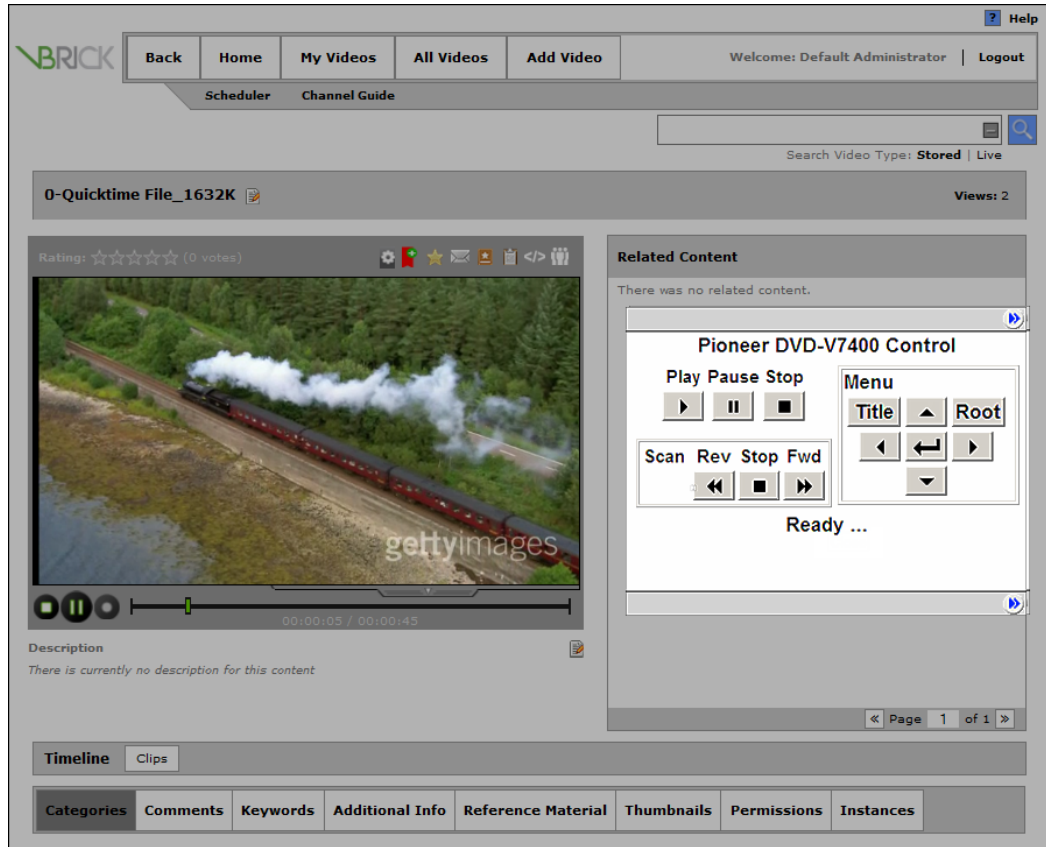 ? Help
VBRICK Back Home My Videos All Videos Add Video Welcome: Default Administrator | Logout
Scheduler Channel Guide
Search Video Type: Stored | Live
0-Quicktime File_1632K Views: 2
Rating: (0 votes)
Related Content
There was no related content.
Pioneer DVD-V7400 Control
Play Pause Stop
Menu
Title Root
Scan Rev Stop Fwd
Ready ...
gettyimages
00:00:05 / 00:00:45
Description
There is currently no description for this content
« Page 1 of 1 »
Timeline Clips
Categories Comments Keywords Additional Info Reference Material Thumbnails Permissions Instances